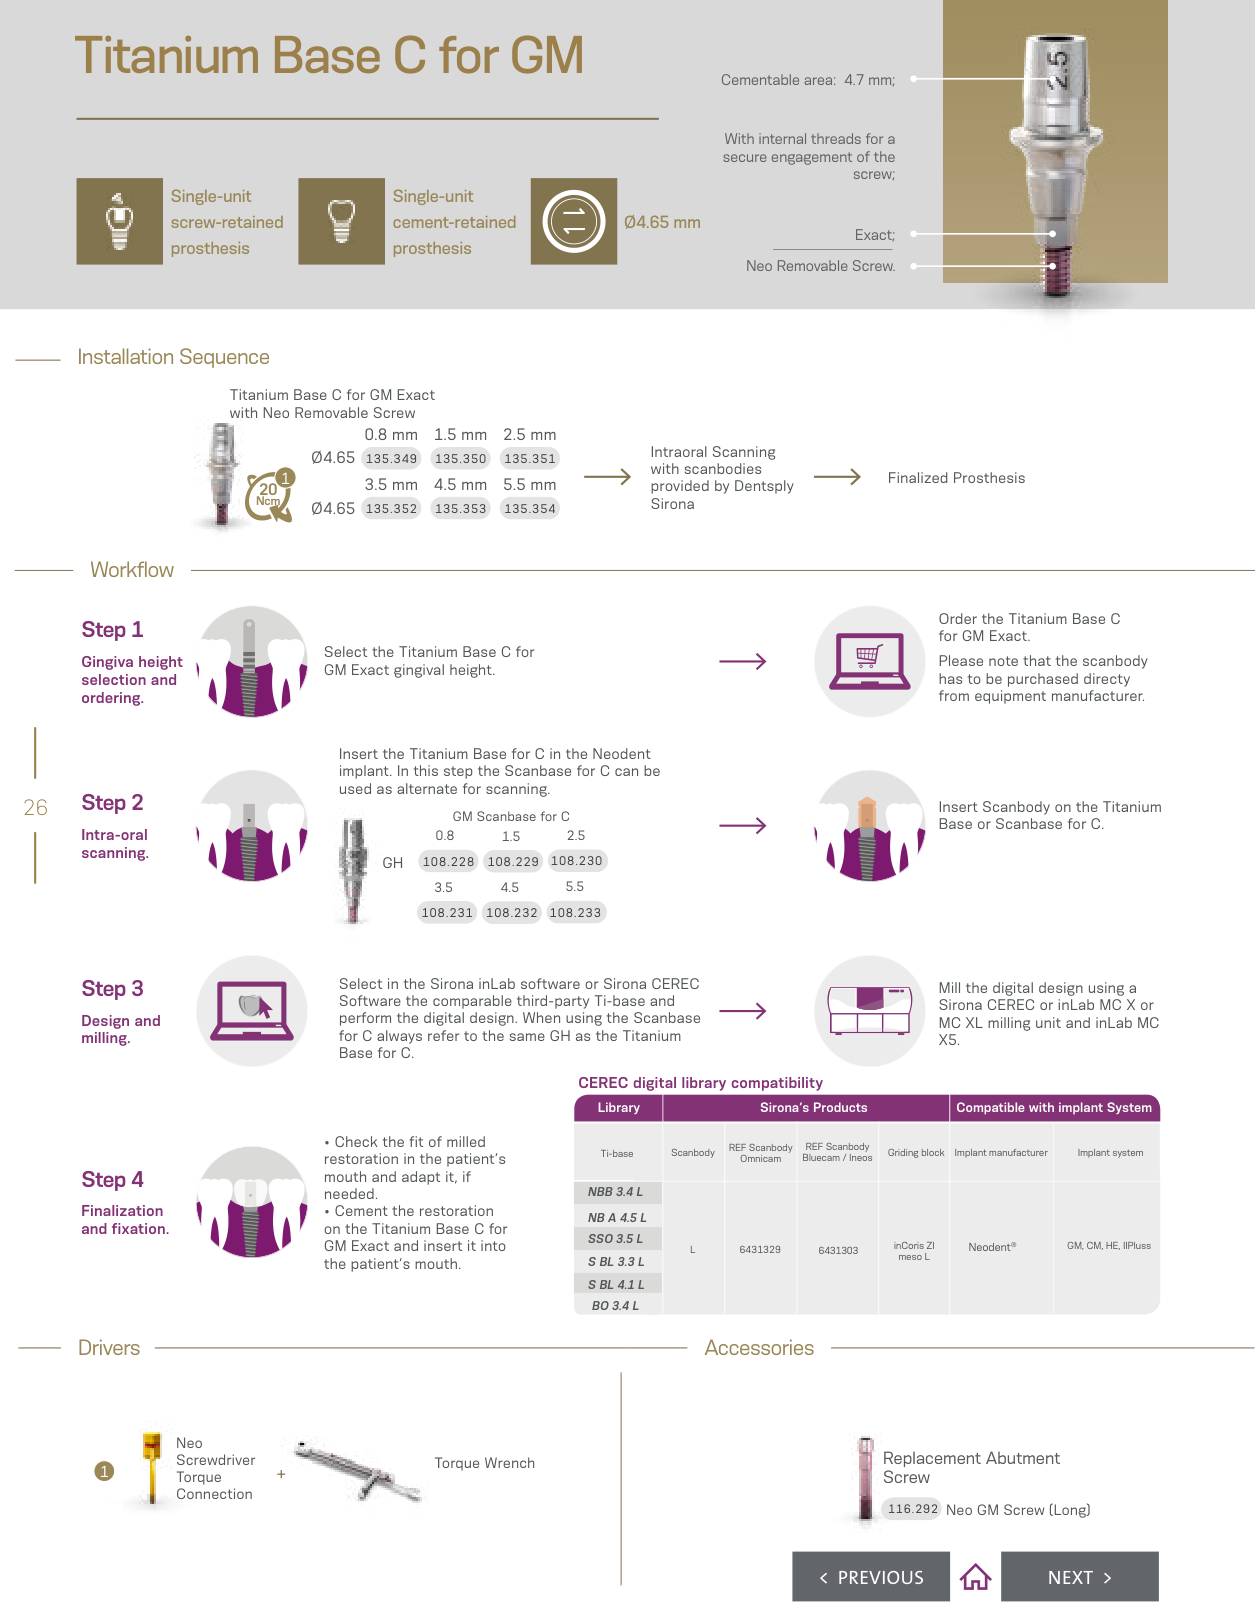 Titanium Base C for GM
Cementable area: 4.7 mm;
With internal threads for a
secure engagement of the
screw;
Exact;
Neo Removable Screw.
2.5
Single-unit
screw-retained
prosthesis
Single-unit
cement-retained
prosthesis
Ø4.65 mm
Installation Sequence
Titanium Base C for GM Exact
with Neo Removable Screw
0.8 mm 1.5 mm 2.5 mm
Ø4.65 135.349 135.350 135.351
3.5 mm 4.5 mm 5.5 mm
Ø4.65 135.352 135.353 135.354
1
20
Ncm
Intraoral Scanning
with scanbodies
provided by Dentsply
Sirona
Finalized Prosthesis
Workflow
Step 1
Gingiva height
selection and
ordering.
Select the Titanium Base C for
GM Exact gingival height.
Order the Titanium Base C
for GM Exact.
Please note that the scanbody
has to be purchased directy
from equipment manufacturer.
26
Step 2
Intra-oral
scanning.
Insert the Titanium Base for C in the Neodent
implant. In this step the Scanbase for C can be
used as alternate for scanning.
GM Scanbase for C
0.8 1.5 2.5
GH 108.228 108.229 108.230
3.5 4.5 5.5
108.231 108.232 108.233
Insert Scanbody on the Titanium
Base or Scanbase for C.
Step 3
Design and
milling.
Select in the Sirona inLab software or Sirona CEREC
Software the comparable third-party Ti-base and
perform the digital design. When using the Scanbase
for C always refer to the same GH as the Titanium
Base for C.
Mill the digital design using a
Sirona CEREC or inLab MC X or
MC XL milling unit and inLab MC
X5.
Step 4
Finalization
and fixation.
• Check the fit of milled
restoration in the patient's
mouth and adapt it, if
needed.
• Cement the restoration
on the Titanium Base C for
GM Exact and insert it into
the patient's mouth.
CEREC digital library compatibility
Library Sirona's Products Compatible with implant System
Ti-base Scanbody REF Scanbody Omnicam REF Scanbody Bluecam / Ineos Griding block Implant manufacturer Implant system
NBB 3.4 L
NB A 4.5 L
SSO 3.5 L
S BL 3.3 L
S BL 4.1 L
BO 3.4 L
L 6431329 6431303 inCoris ZI meso L Neodent® GM, CM, HE, IIPluss
Drivers
1
Neo
Screwdriver
Torque
Connection
+
Torque Wrench
Accessories
Replacement Abutment
Screw
116.292 Neo GM Screw (Long)
< PREVIOUS
NEXT >